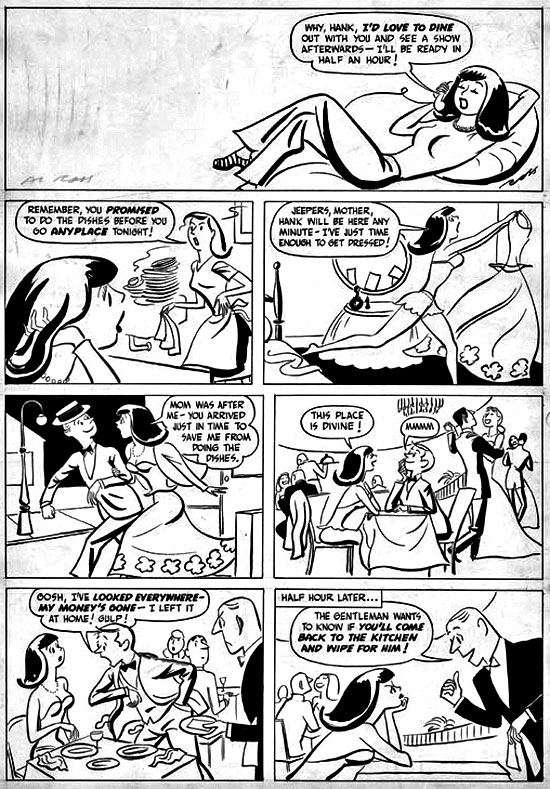 WHY, HANK, I'D LOVE TO DINE
OUT WITH YOU AND SEE A SHOW
AFTERWARDS — I'LL BE READY IN
HALF AN HOUR!
Al Ross
ROSS
REMEMBER, YOU PROMISED
TO DO THE DISHES BEFORE YOU
GO ANYPLACE TONIGHT!
JEEPERS, MOTHER,
HANK WILL BE HERE ANY
MINUTE — I'VE JUST TIME
ENOUGH TO GET DRESSED!
MOM WAS AFTER
ME — YOU ARRIVED
JUST IN TIME TO
SAVE ME FROM
DOING THE
DISHES.
THIS PLACE
IS DIVINE!
MMMMM
GOSH, I'VE LOOKED EVERYWHERE —
MY MONEY'S GONE — I LEFT IT
AT HOME! GULP!
HALF HOUR LATER...
THE GENTLEMAN WANTS
TO KNOW IF YOU'LL COME
BACK TO THE KITCHEN
AND WIPE FOR HIM!